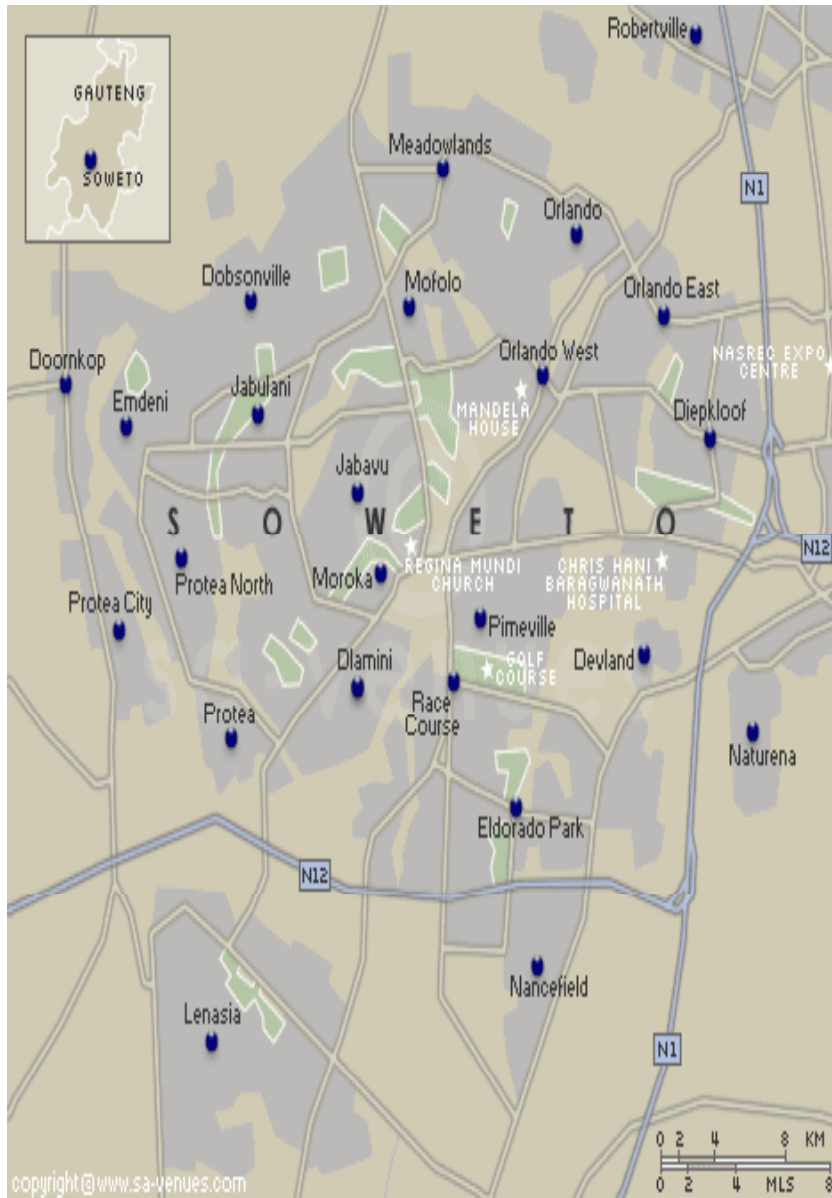 Robertville
GAUTENG
SOWETO
Meadowlands
N1
Orlando
Dobsonville
Mofolo
Orlando East
Doornkop
Orlando West
NASREC EXPO
CENTRE
Emdeni
Jabulani
MANDELA
HOUSE
Diepkloof
Jabavu
S O W E T O
N12
Protea North
Moroka
REGINA MUNDI
CHURCH
CHRIS HANI
BARAGWANATH
HOSPITAL
Protea City
Pimeville
Dlamini
GOLF
COURSE
Devland
Race
Course
Protea
Naturena
Eldorado Park
N12
Nancefield
Lenasia
N1
0 2 4 8 KM
0 2 4 8
MLS
copyright@www.sa-venues.com
sa-venues